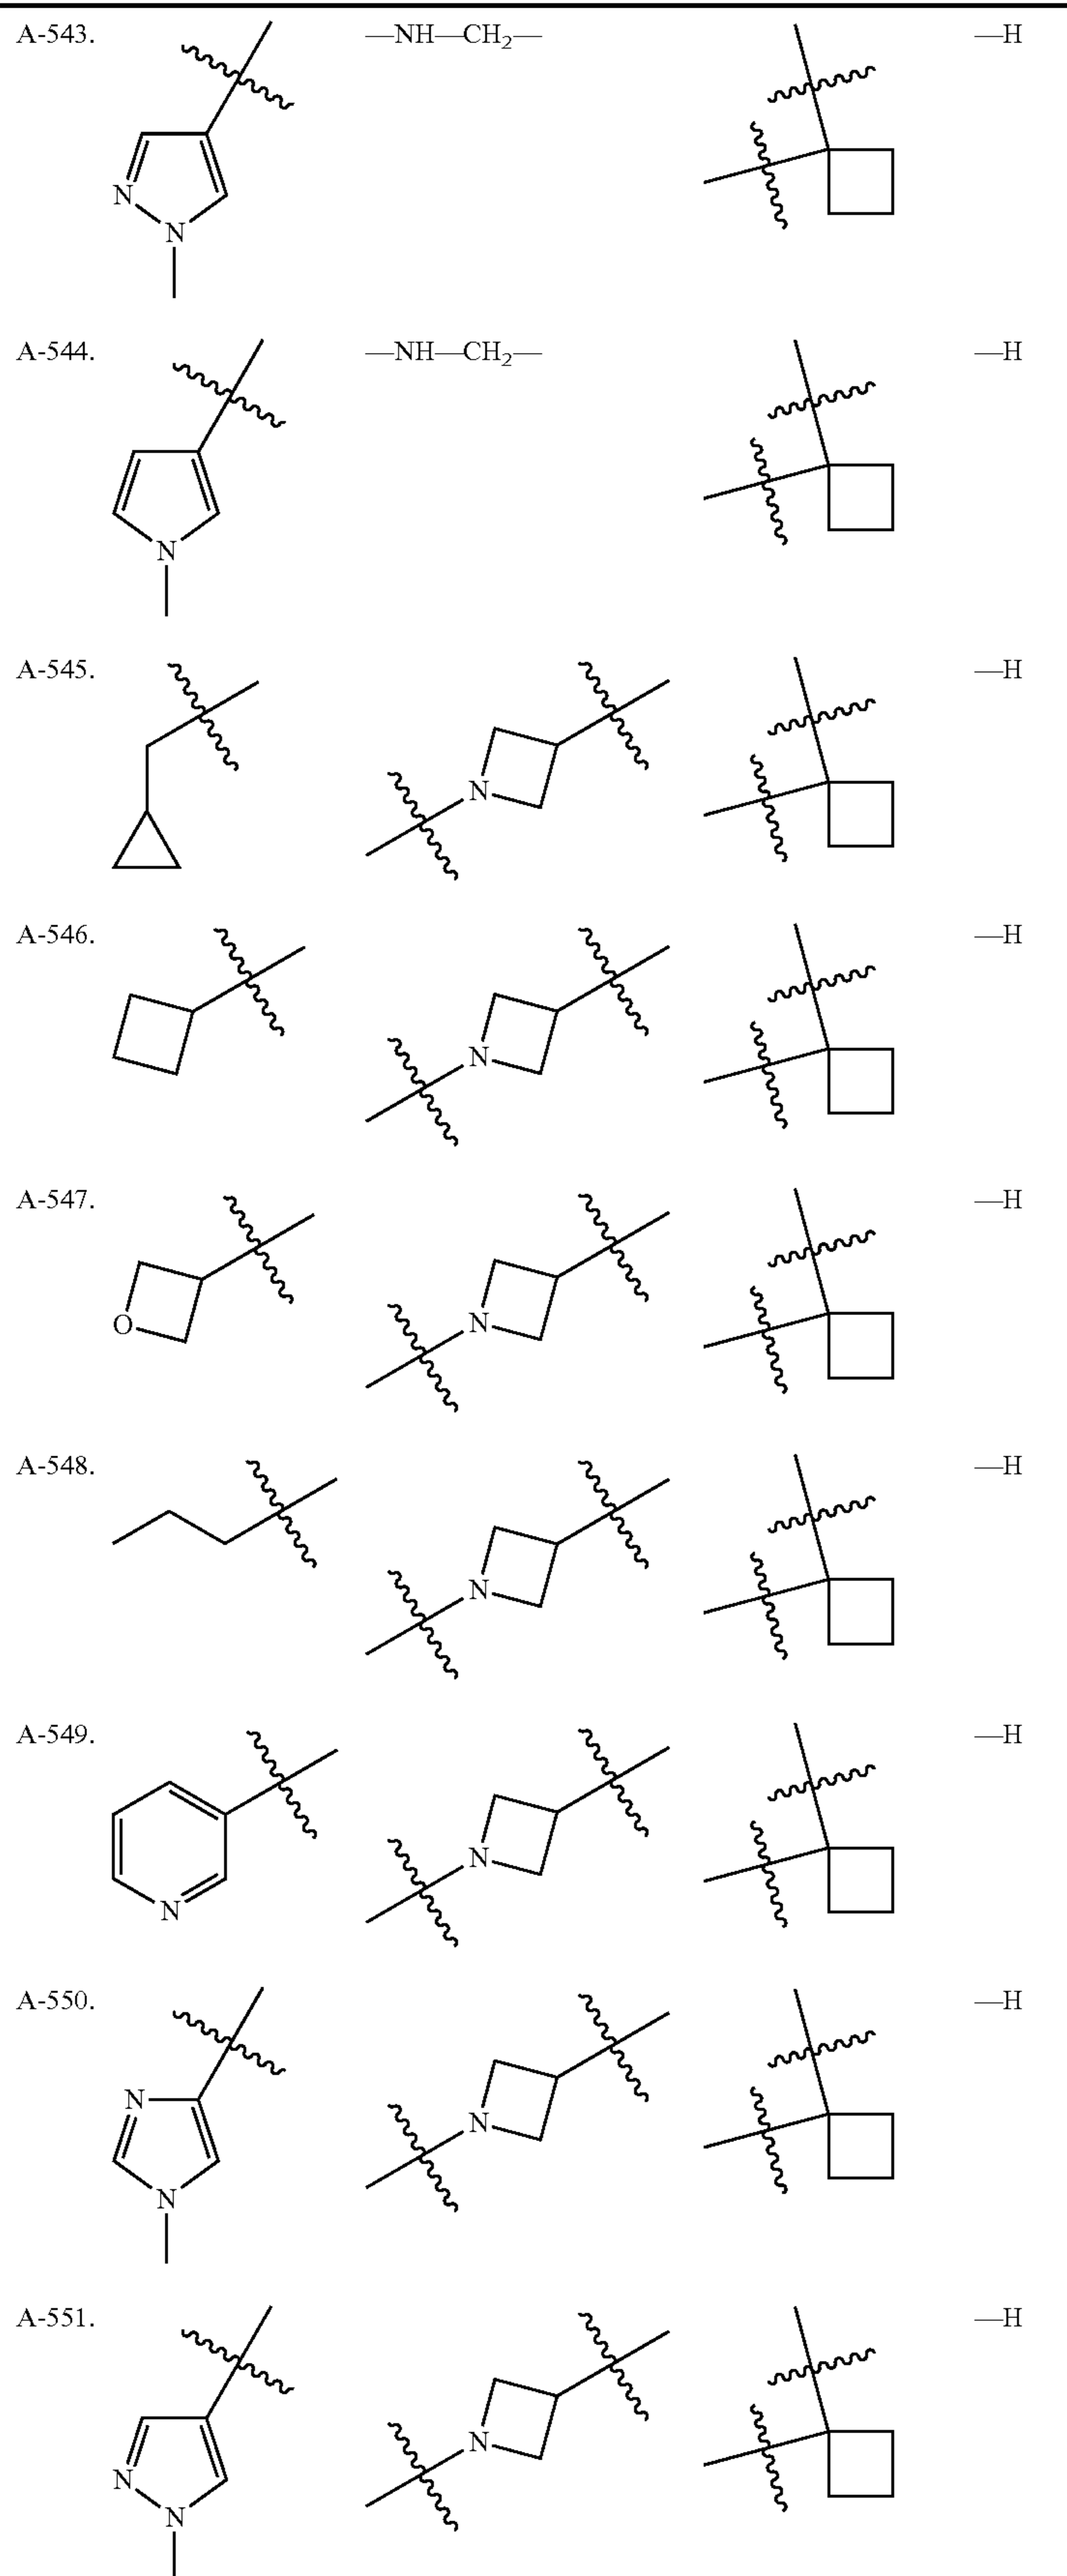 A-543. —NH—CH₂— —H
N
N
A-544. —NH—CH₂— —H
N
A-545. —H
N
A-546. —H
N
A-547. —H
O N
A-548. —H
N
A-549. —H
N
N
A-550. —H
N
N
N
A-551. —H
N
N
N